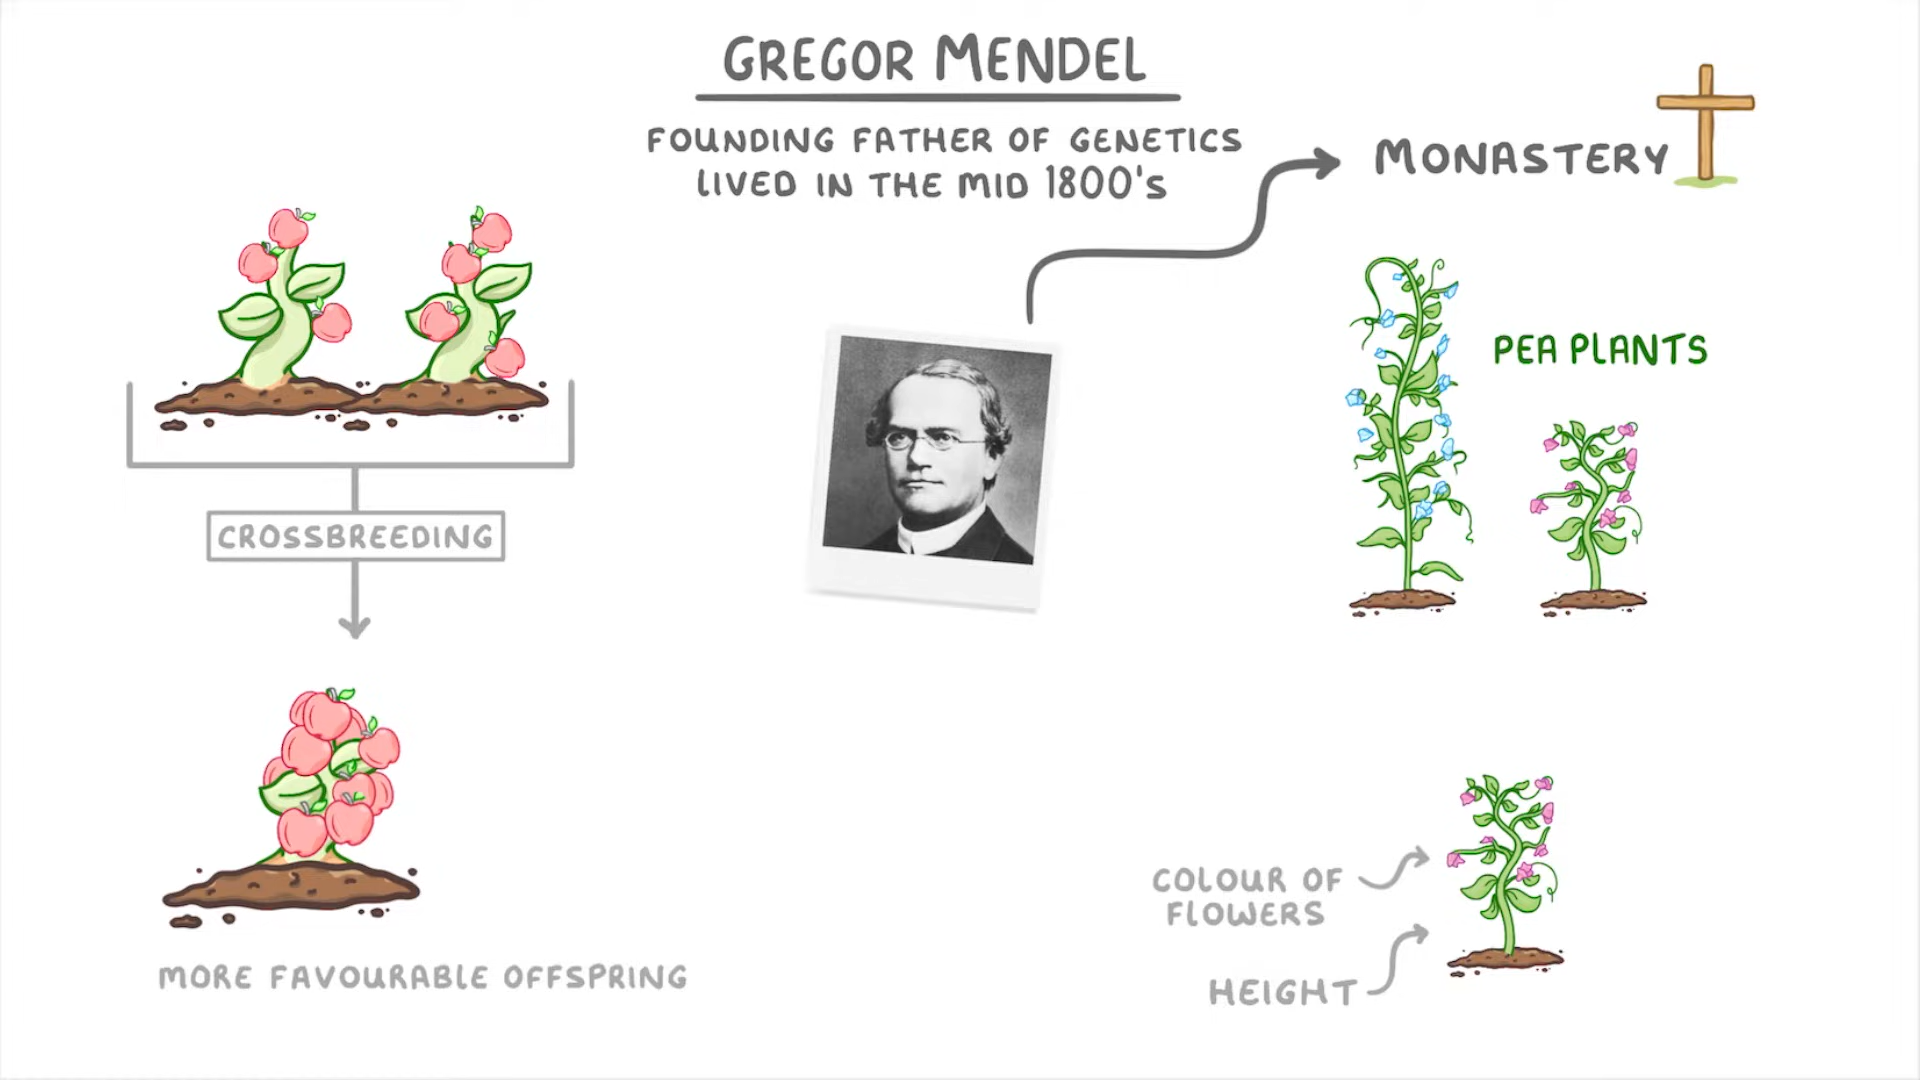 GREGOR MENDEL
FOUNDING FATHER OF GENETICS
LIVED IN THE MID 1800's
MONASTERY
PEA PLANTS
CROSSBREEDING
MORE FAVOURABLE OFFSPRING
COLOUR OF
FLOWERS
HEIGHT